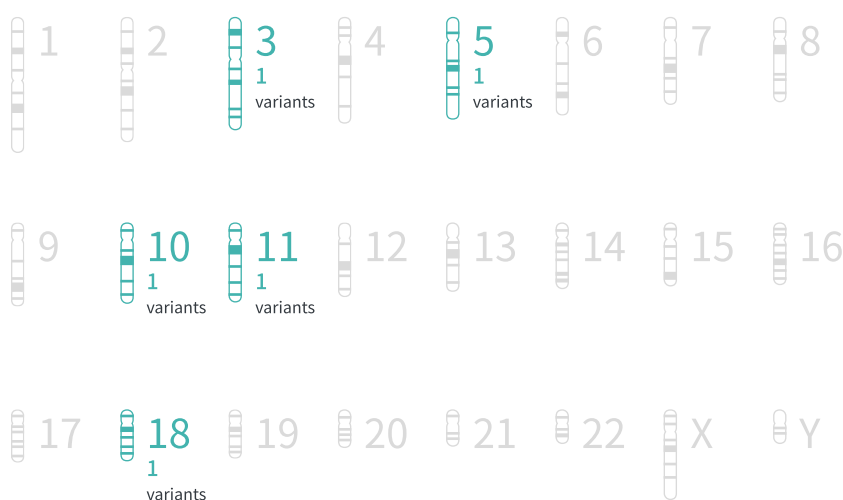 1 2 3 4 5 6 7 8
1 1
variants variants
9 10 11 12 13 14 15 16
1 1
variants variants
17 18 19 20 21 22 X Y
1
variants